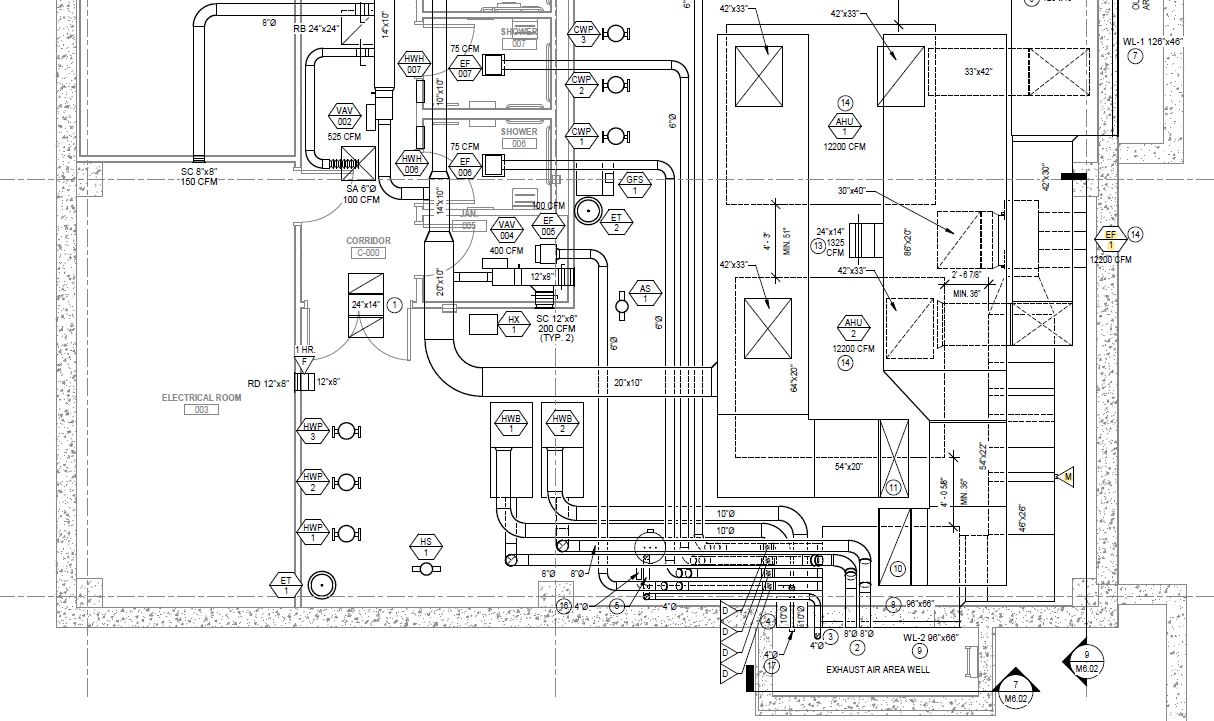 42"x33"
42"x33"
6"Ø
8"Ø
RB 24"x24"
14"x10"
SHOWER
007
CWP
3
HWH
007
75 CFM
EF
007
CWP
2
10"x10"
33"x42"
WL-1 126"x46"
7
VAV
002
525 CFM
6"Ø
14
AHU
1
12200 CFM
SHOWER
006
CWP
1
75 CFM
HWH
006
EF
006
SC 8"x8"
150 CFM
SA 6"Ø
100 CFM
GFS
1
42"x30"
30"x40"
14"x10"
100 CFM
JAN.
005
EF
005
VAV
004
400 CFM
ET
2
4' - 3"
MIN. 51"
24"x14"
13
1325
CFM
86"x20"
EF
1
14
12200 CFM
CORRIDOR
C-000
42"x33"
42"x33"
2' - 6 7/8"
MIN. 36"
20"x10"
12"x8"
24"x14"
1
AS
1
HX
1
SC 12"x6"
200 CFM
(TYP. 2)
6"Ø
6"Ø
AHU
2
12200 CFM
14
1 HR.
F
RD 12"x8"
12"x8"
20"x10"
64"x20"
ELECTRICAL ROOM
003
HWB
1
HWB
2
HWP
3
HWP
2
HWP
1
54"x20"
54"x22"
11
4' - 0 58"
MIN. 36"
M
46"x26"
10"Ø
10"Ø
HS
1
ET
1
8"Ø
8"Ø
10
16
4"Ø
5
4"Ø
D
D
D
D
4
10"Ø
10"Ø
8
96"x66"
4"Ø
3
8"Ø
8"Ø
2
WL-2 96"x66"
9
4"Ø
17
EXHAUST AIR AREA WELL
9
M6.02
7
M6.02